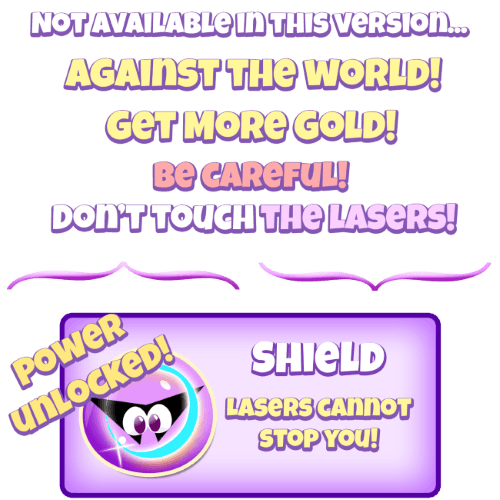 NOT AVAILABLE IN THIS VERSION...
AGAINST THE WORLD!
GET MORE GOLD!
BE CAREFUL!
DON'T TOUCH THE LASERS!
POWER
UNLOCKED!
SHIELD
LASERS CANNOT
STOP YOU!